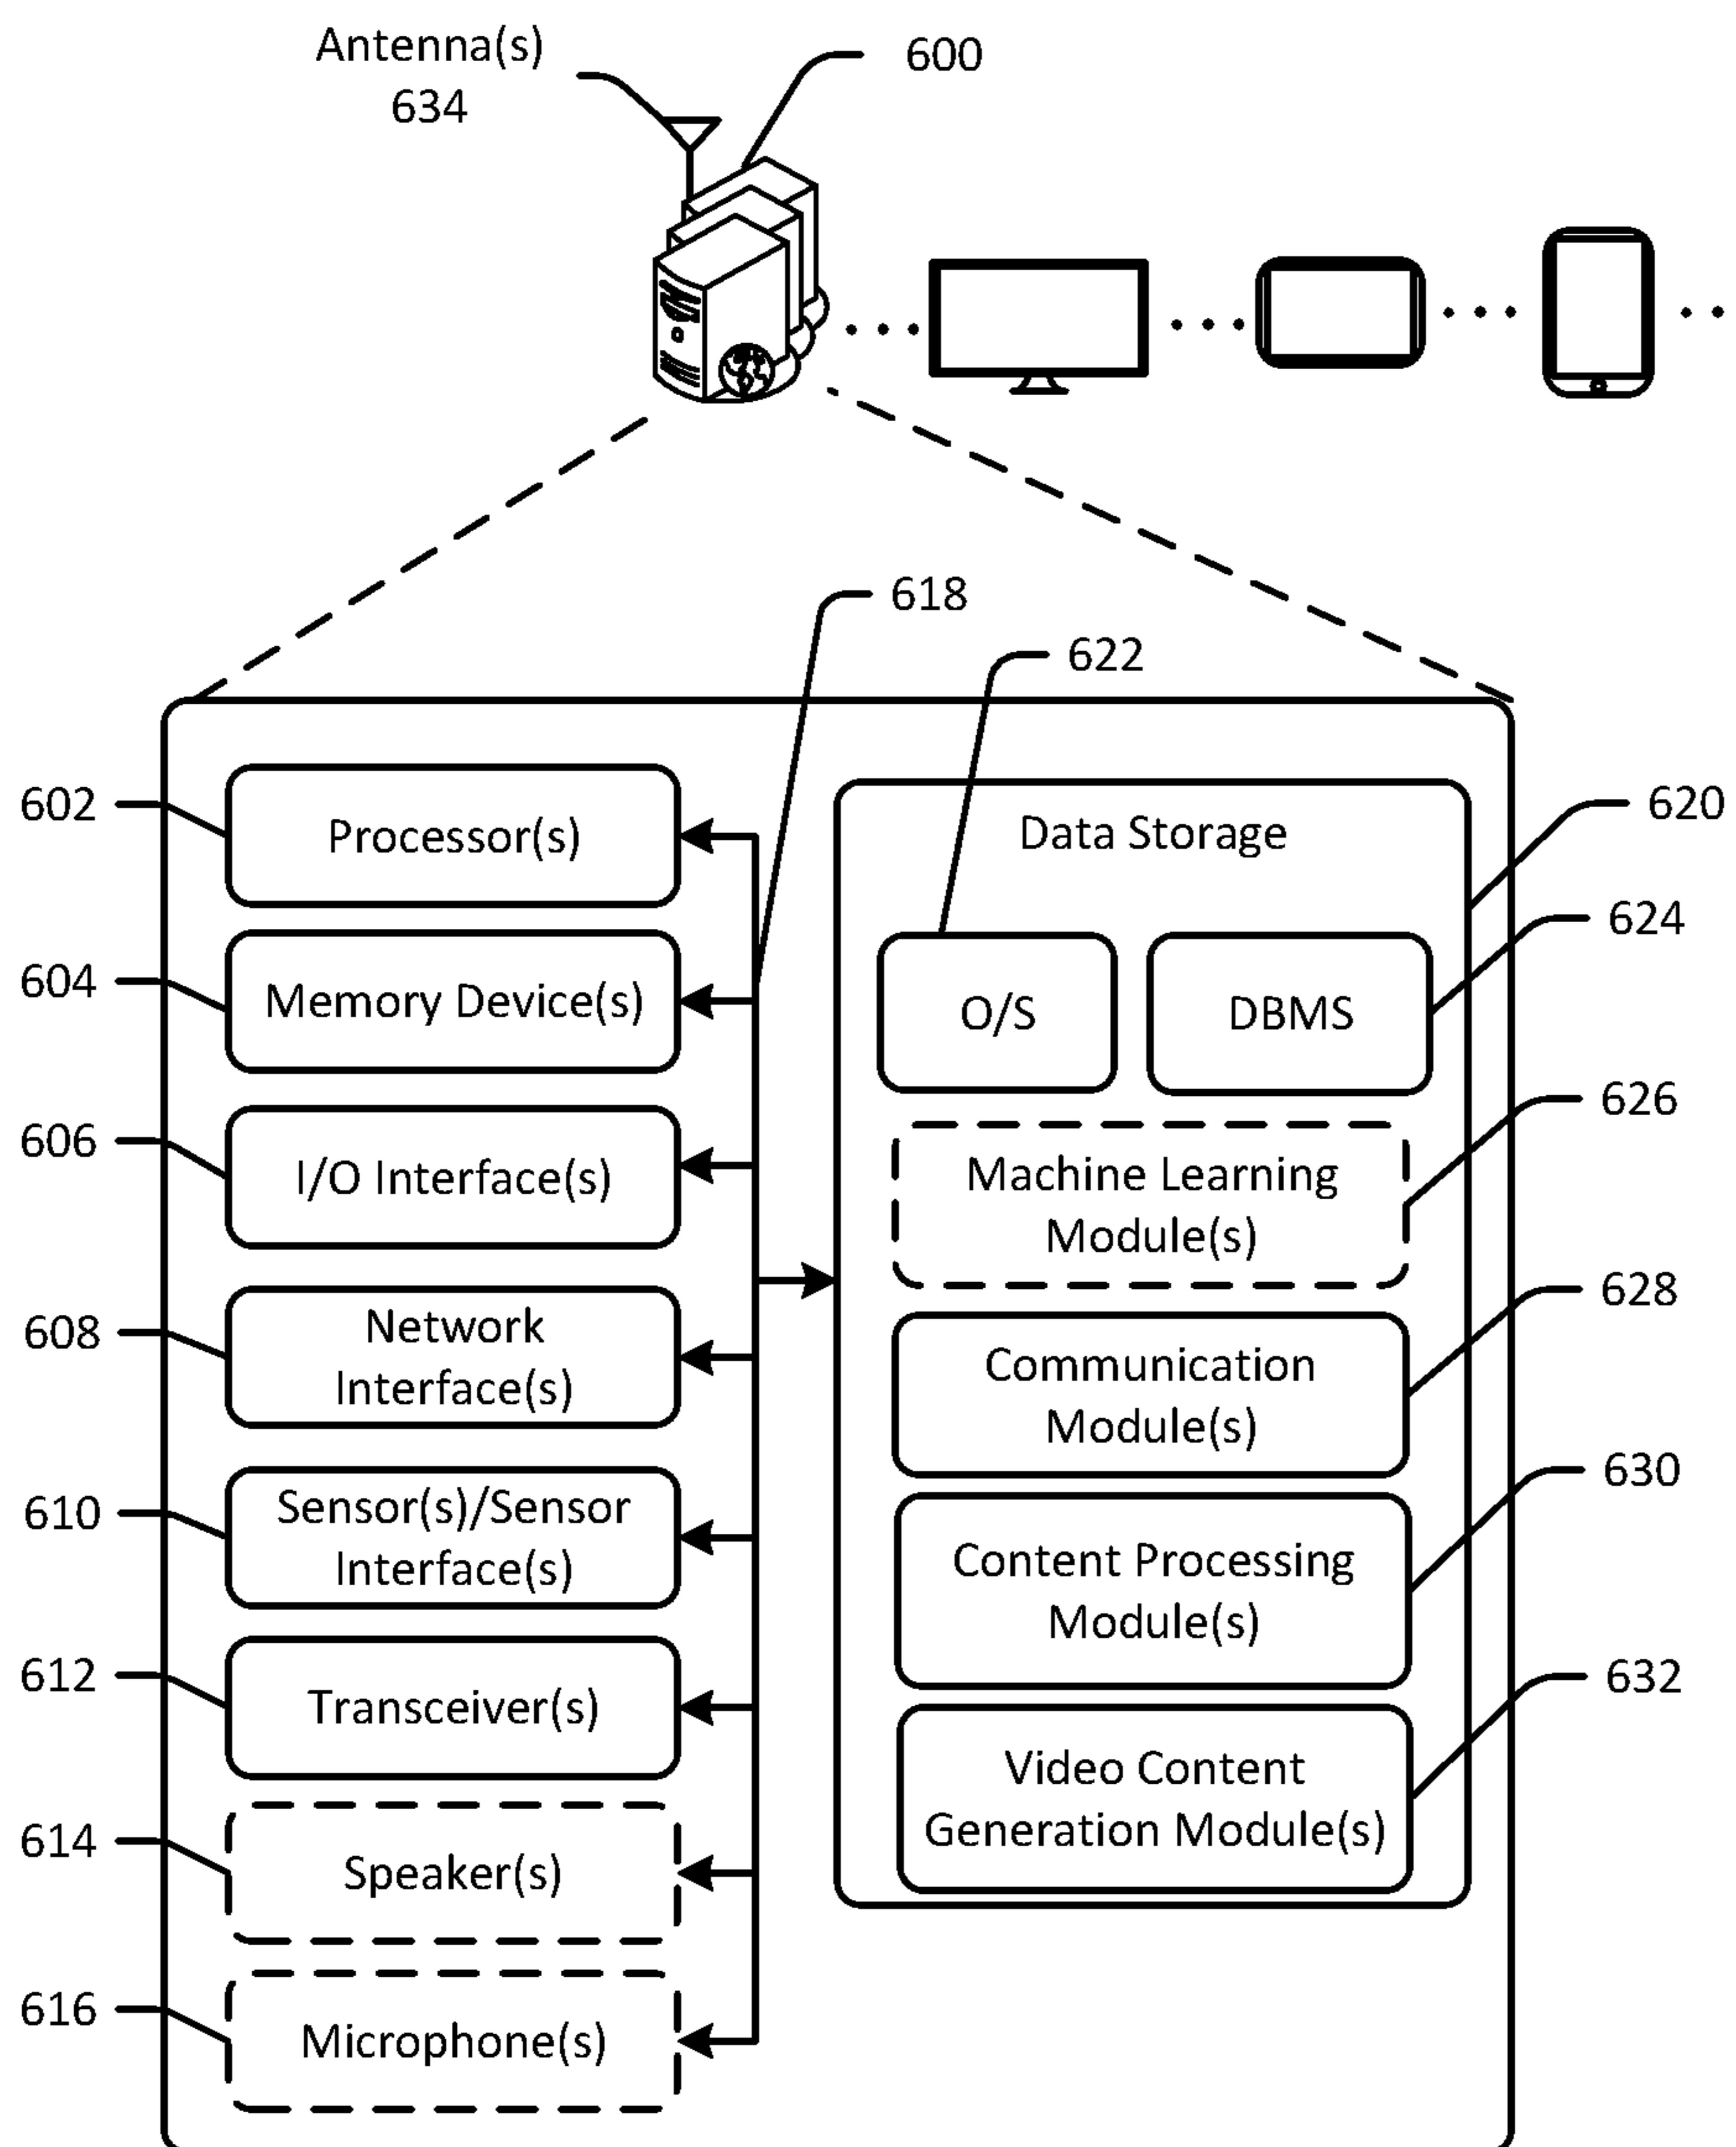 Antenna(s)
634
600
618
622
602
Processor(s)
604
Memory Device(s)
606
I/O Interface(s)
608
Network
Interface(s)
610
Sensor(s)/Sensor
Interface(s)
612
Transceiver(s)
614
Speaker(s)
616
Microphone(s)
Data Storage
620
O/S
DBMS
624
Machine Learning
Module(s)
626
Communication
Module(s)
628
Content Processing
Module(s)
630
Video Content
Generation Module(s)
632